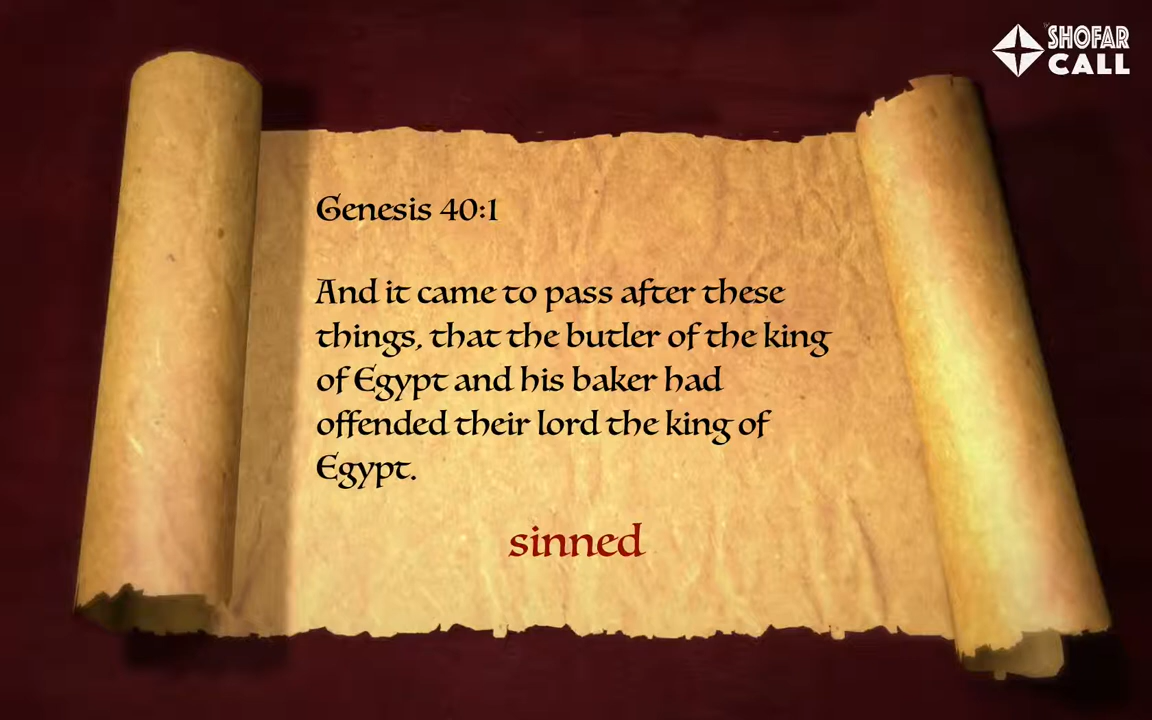 SHOFAR
CALL
Genesis 40:1
And it came to pass after these
things, that the butler of the king
of Egypt and his baker had
offended their lord the king of
Egypt.
sinned